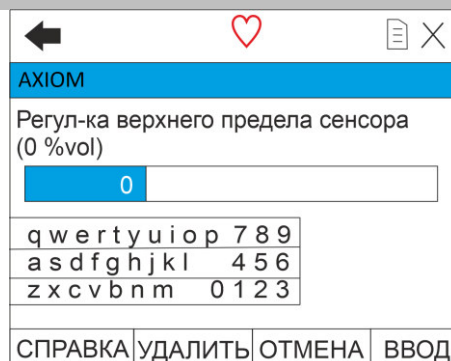 AXIOM
Регул-ка верхнего предела сенсора
(0 %vol)
0
q w e r t y u i o p 7 8 9
a s d f g h j k l 4 5 6
z x c v b n m 0 1 2 3
СПРАВКА УДАЛИТЬ ОТМЕНА ВВОД